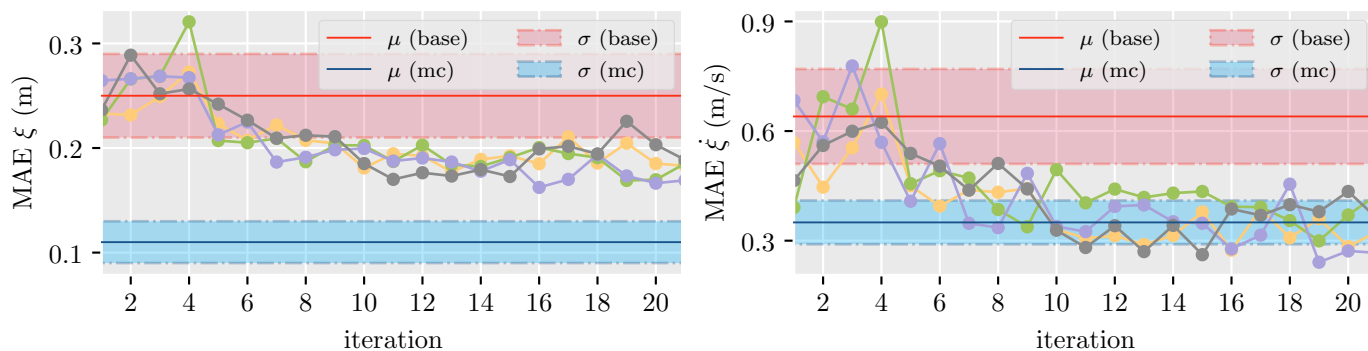 MAE ξ (m)
0.3
0.2
0.1
μ (base)
μ (mc)
σ (base)
σ (mc)
2 4 6 8 10 12 14 16 18 20
iteration
MAE ξ̇ (m/s)
0.9
0.6
0.3
μ (base)
μ (mc)
σ (base)
σ (mc)
2 4 6 8 10 12 14 16 18 20
iteration